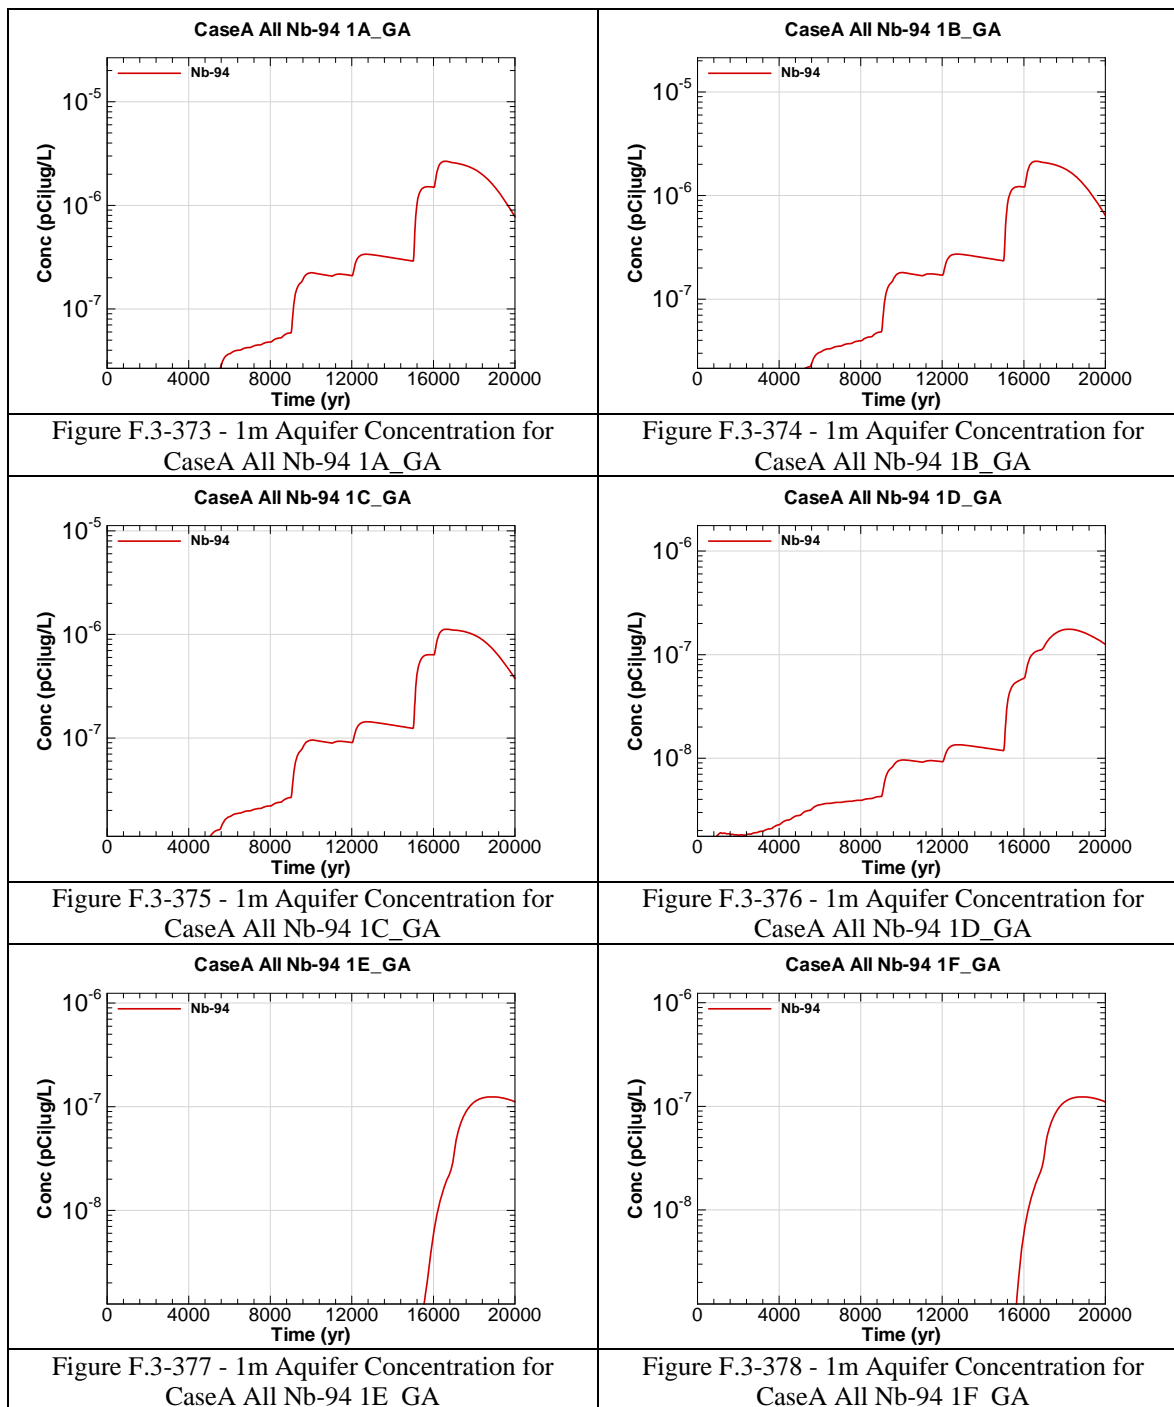 CaseA All Nb-94 1A_GA
Nb-94
Conc (pCi|ug/L)
10-5
10-6
10-7
0 4000 8000 12000 16000 20000
Time (yr)
Figure F.3-373 - 1m Aquifer Concentration for
CaseA All Nb-94 1A_GA
CaseA All Nb-94 1B_GA
Nb-94
Conc (pCi|ug/L)
10-5
10-6
10-7
0 4000 8000 12000 16000 20000
Time (yr)
Figure F.3-374 - 1m Aquifer Concentration for
CaseA All Nb-94 1B_GA
CaseA All Nb-94 1C_GA
Nb-94
Conc (pCi|ug/L)
10-5
10-6
10-7
0 4000 8000 12000 16000 20000
Time (yr)
Figure F.3-375 - 1m Aquifer Concentration for
CaseA All Nb-94 1C_GA
CaseA All Nb-94 1D_GA
Nb-94
Conc (pCi|ug/L)
10-6
10-7
10-8
0 4000 8000 12000 16000 20000
Time (yr)
Figure F.3-376 - 1m Aquifer Concentration for
CaseA All Nb-94 1D_GA
CaseA All Nb-94 1E_GA
Nb-94
Conc (pCi|ug/L)
10-6
10-7
10-8
0 4000 8000 12000 16000 20000
Time (yr)
Figure F.3-377 - 1m Aquifer Concentration for
CaseA All Nb-94 1E_GA
CaseA All Nb-94 1F_GA
Nb-94
Conc (pCi|ug/L)
10-6
10-7
10-8
0 4000 8000 12000 16000 20000
Time (yr)
Figure F.3-378 - 1m Aquifer Concentration for
CaseA All Nb-94 1F_GA